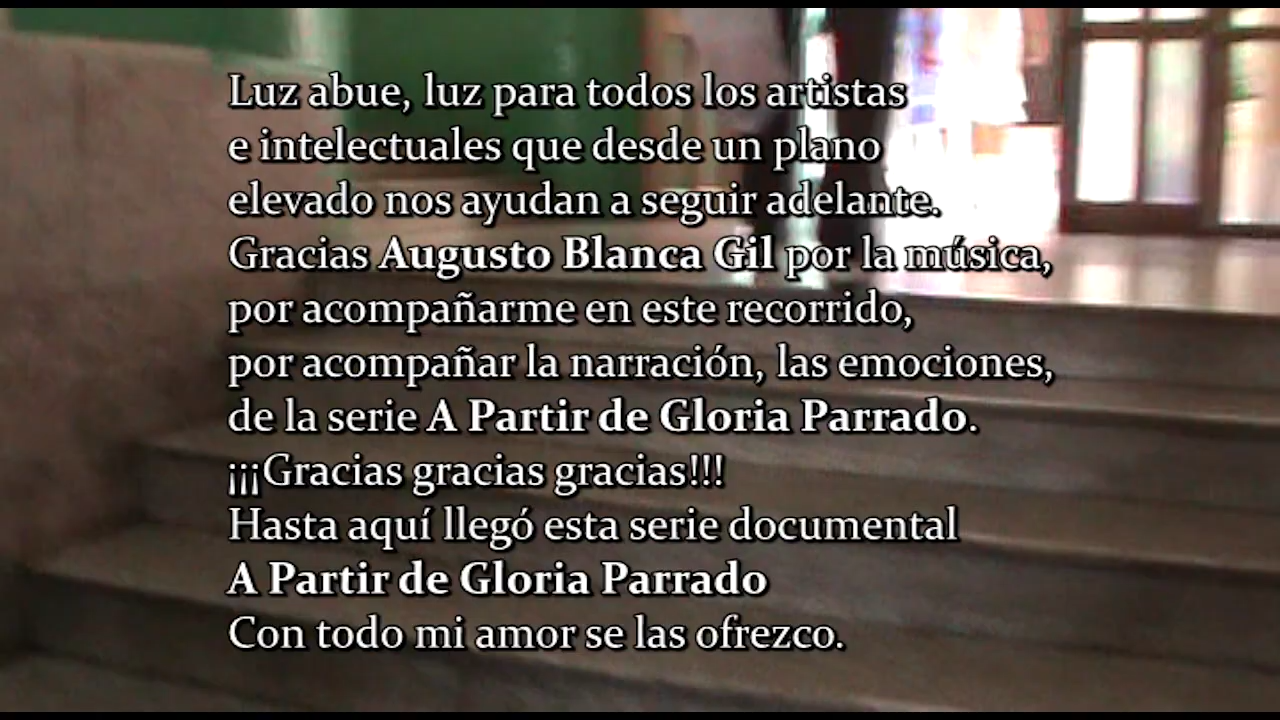 Luz abue, luz para todos los artistas
e intelectuales que desde un plano
elevado nos ayudan a seguir adelante.
Gracias Augusto Blanca Gil por la música,
por acompañarme en este recorrido,
por acompañar la narración, las emociones,
de la serie A Partir de Gloria Parrado.
¡¡¡Gracias gracias gracias!!!
Hasta aquí llegó esta serie documental
A Partir de Gloria Parrado
Con todo mi amor se las ofrezco.